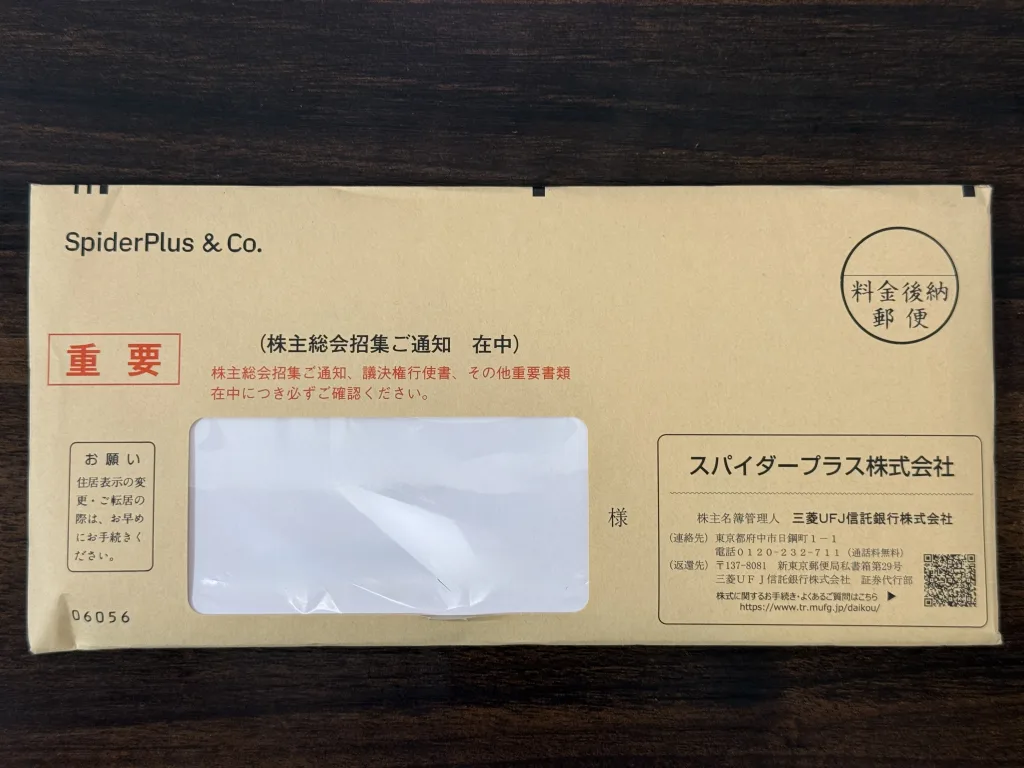 SpiderPlus & Co.
料金後納
郵便
重要
(株主総会招集ご通知 在中)
株主総会招集ご通知、議決権行使書、その他重要書類
在中につき必ずご確認ください。
お願い
住居表示の変
更・ご転居の
際は、お早め
にお手続きく
ださい。
様
スパイダープラス株式会社
株主名簿管理人 三菱UFJ信託銀行株式会社
(連絡先) 東京都府中市日鋼町1-1
電話0120-232-711 (通話料無料)
(返還先) 〒137-8081 新東京郵便局私書箱第29号
三菱UFJ信託銀行株式会社 証券代行部
株式に関するお手続き・よくあるご質問はこちら ▶
https://www.tr.mufg.jp/daikou/
06056